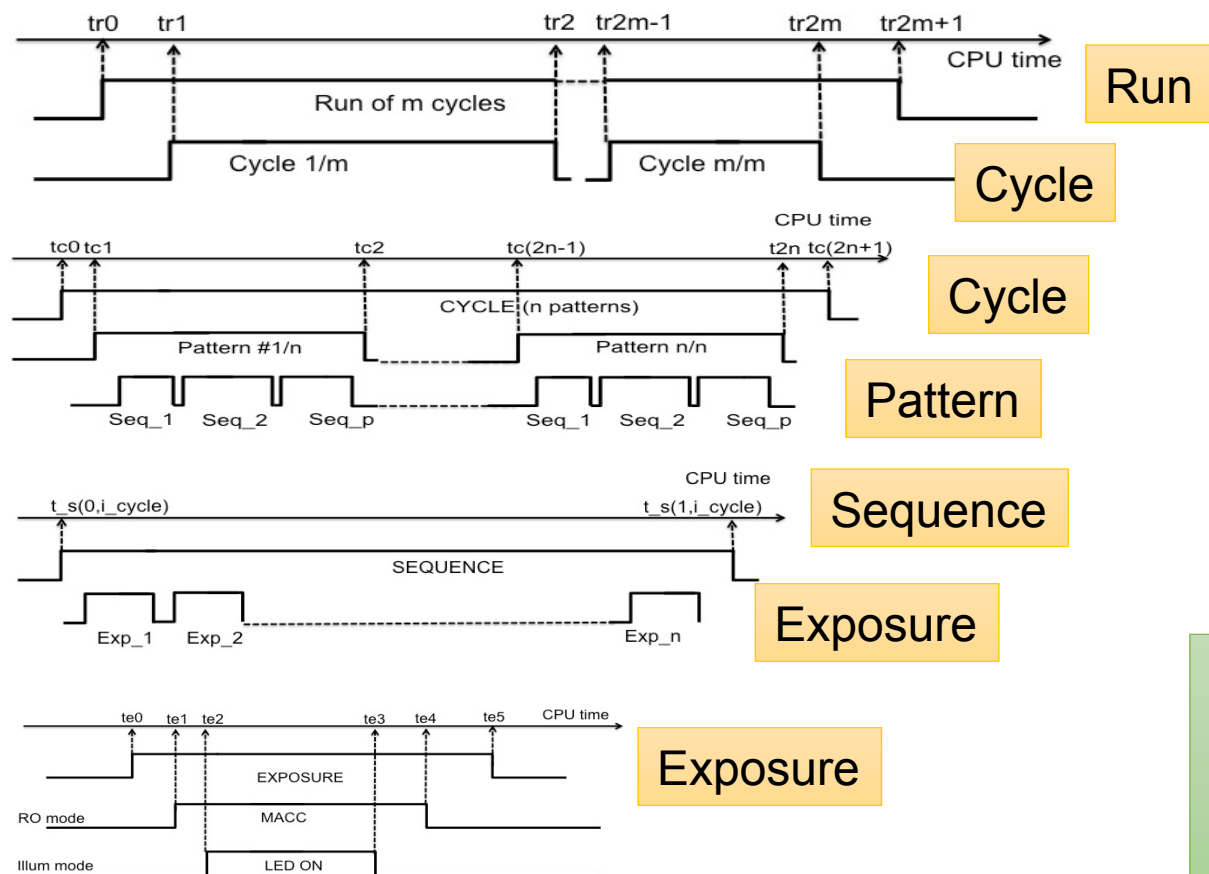 tr0 tr1 tr2 tr2m-1 tr2m tr2m+1
CPU time
Run
Run of m cycles
Cycle 1/m Cycle m/m
Cycle
CPU time
tc0 tc1 tc2 tc(2n-1) t2n tc(2n+1)
Cycle
CYCLE (n patterns)
Pattern #1/n Pattern n/n
Pattern
Seq_1 Seq_2 Seq_p Seq_1 Seq_2 Seq_p
CPU time
t_s(0,i_cycle) t_s(1,i_cycle)
Sequence
SEQUENCE
Exposure
Exp_1 Exp_2 Exp_n
te0 te1 te2 te3 te4 te5 CPU time
Exposure
EXPOSURE
RO mode MACC
Illum mode LED ON